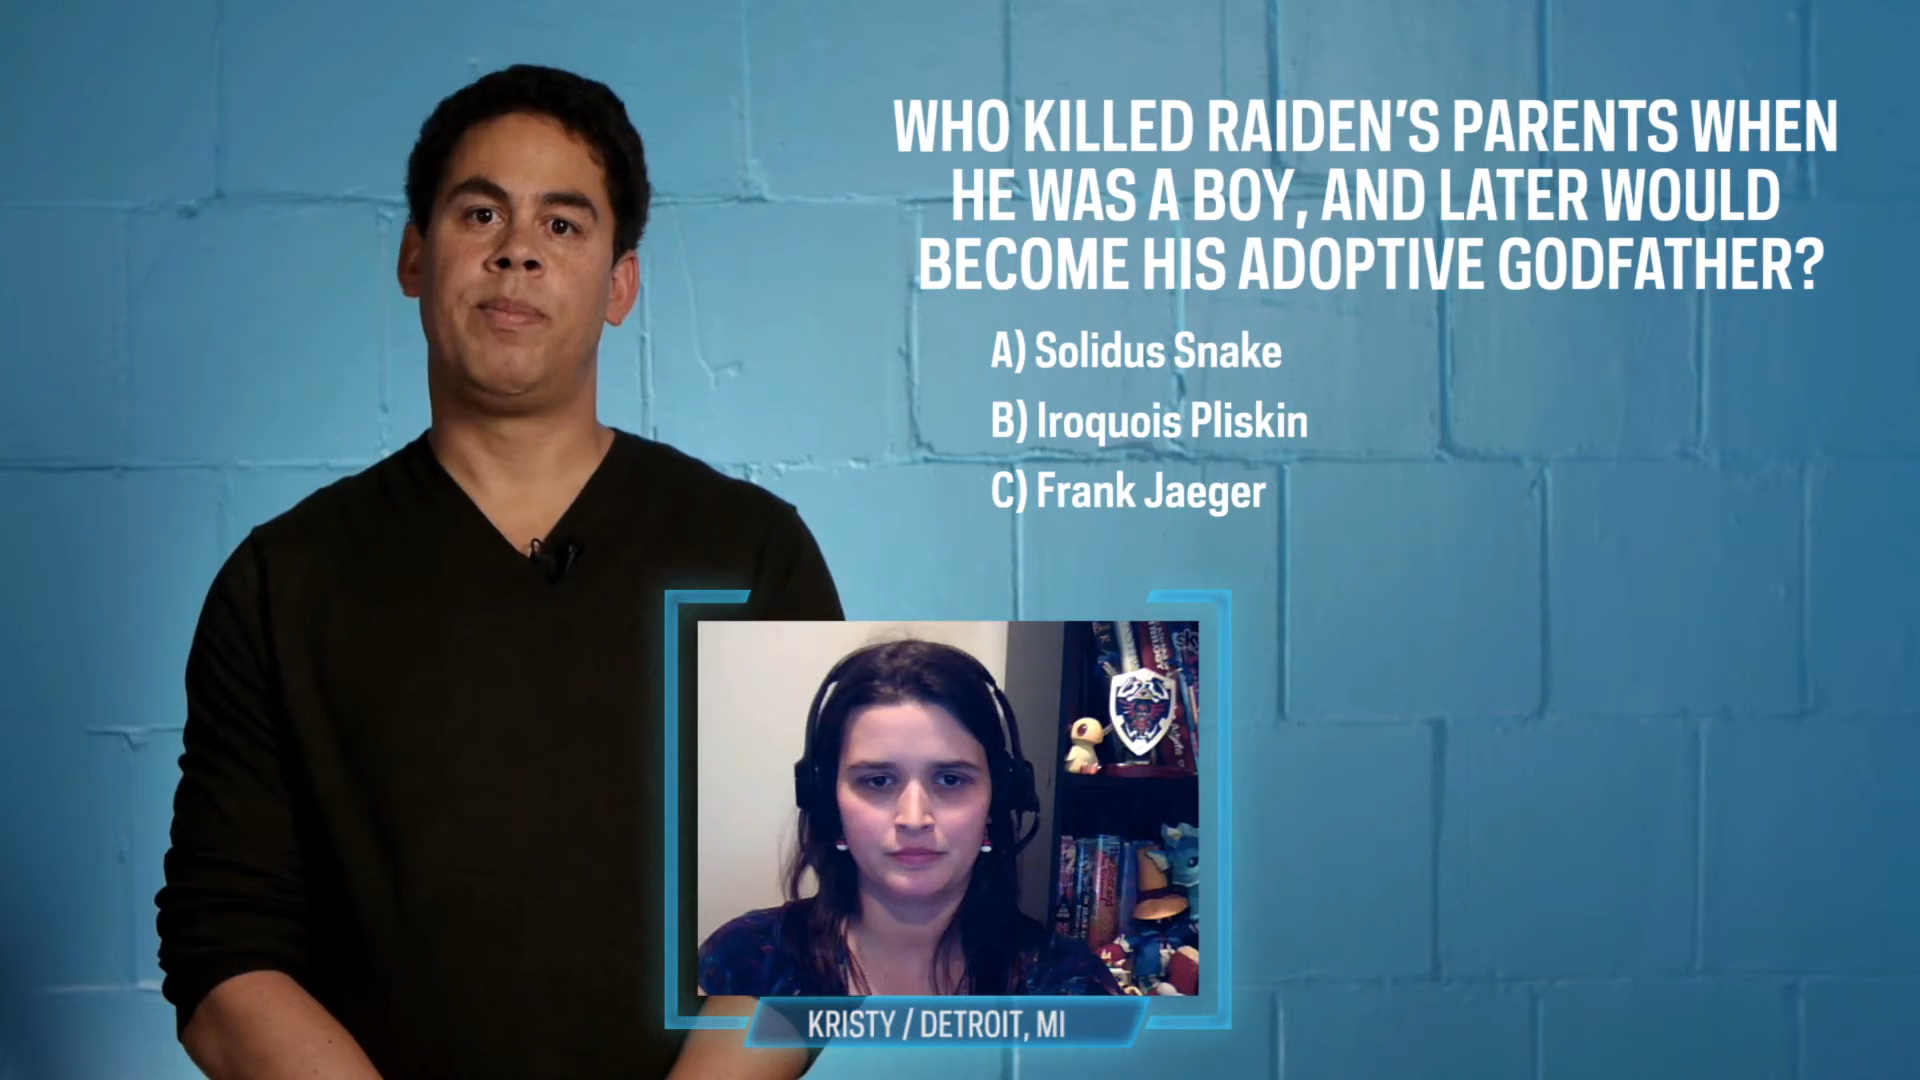 WHO KILLED RAIDEN'S PARENTS WHEN
HE WAS A BOY, AND LATER WOULD
BECOME HIS ADOPTIVE GODFATHER?
A) Solidus Snake
B) Iroquois Pliskin
C) Frank Jaeger
KRISTY / DETROIT, MI